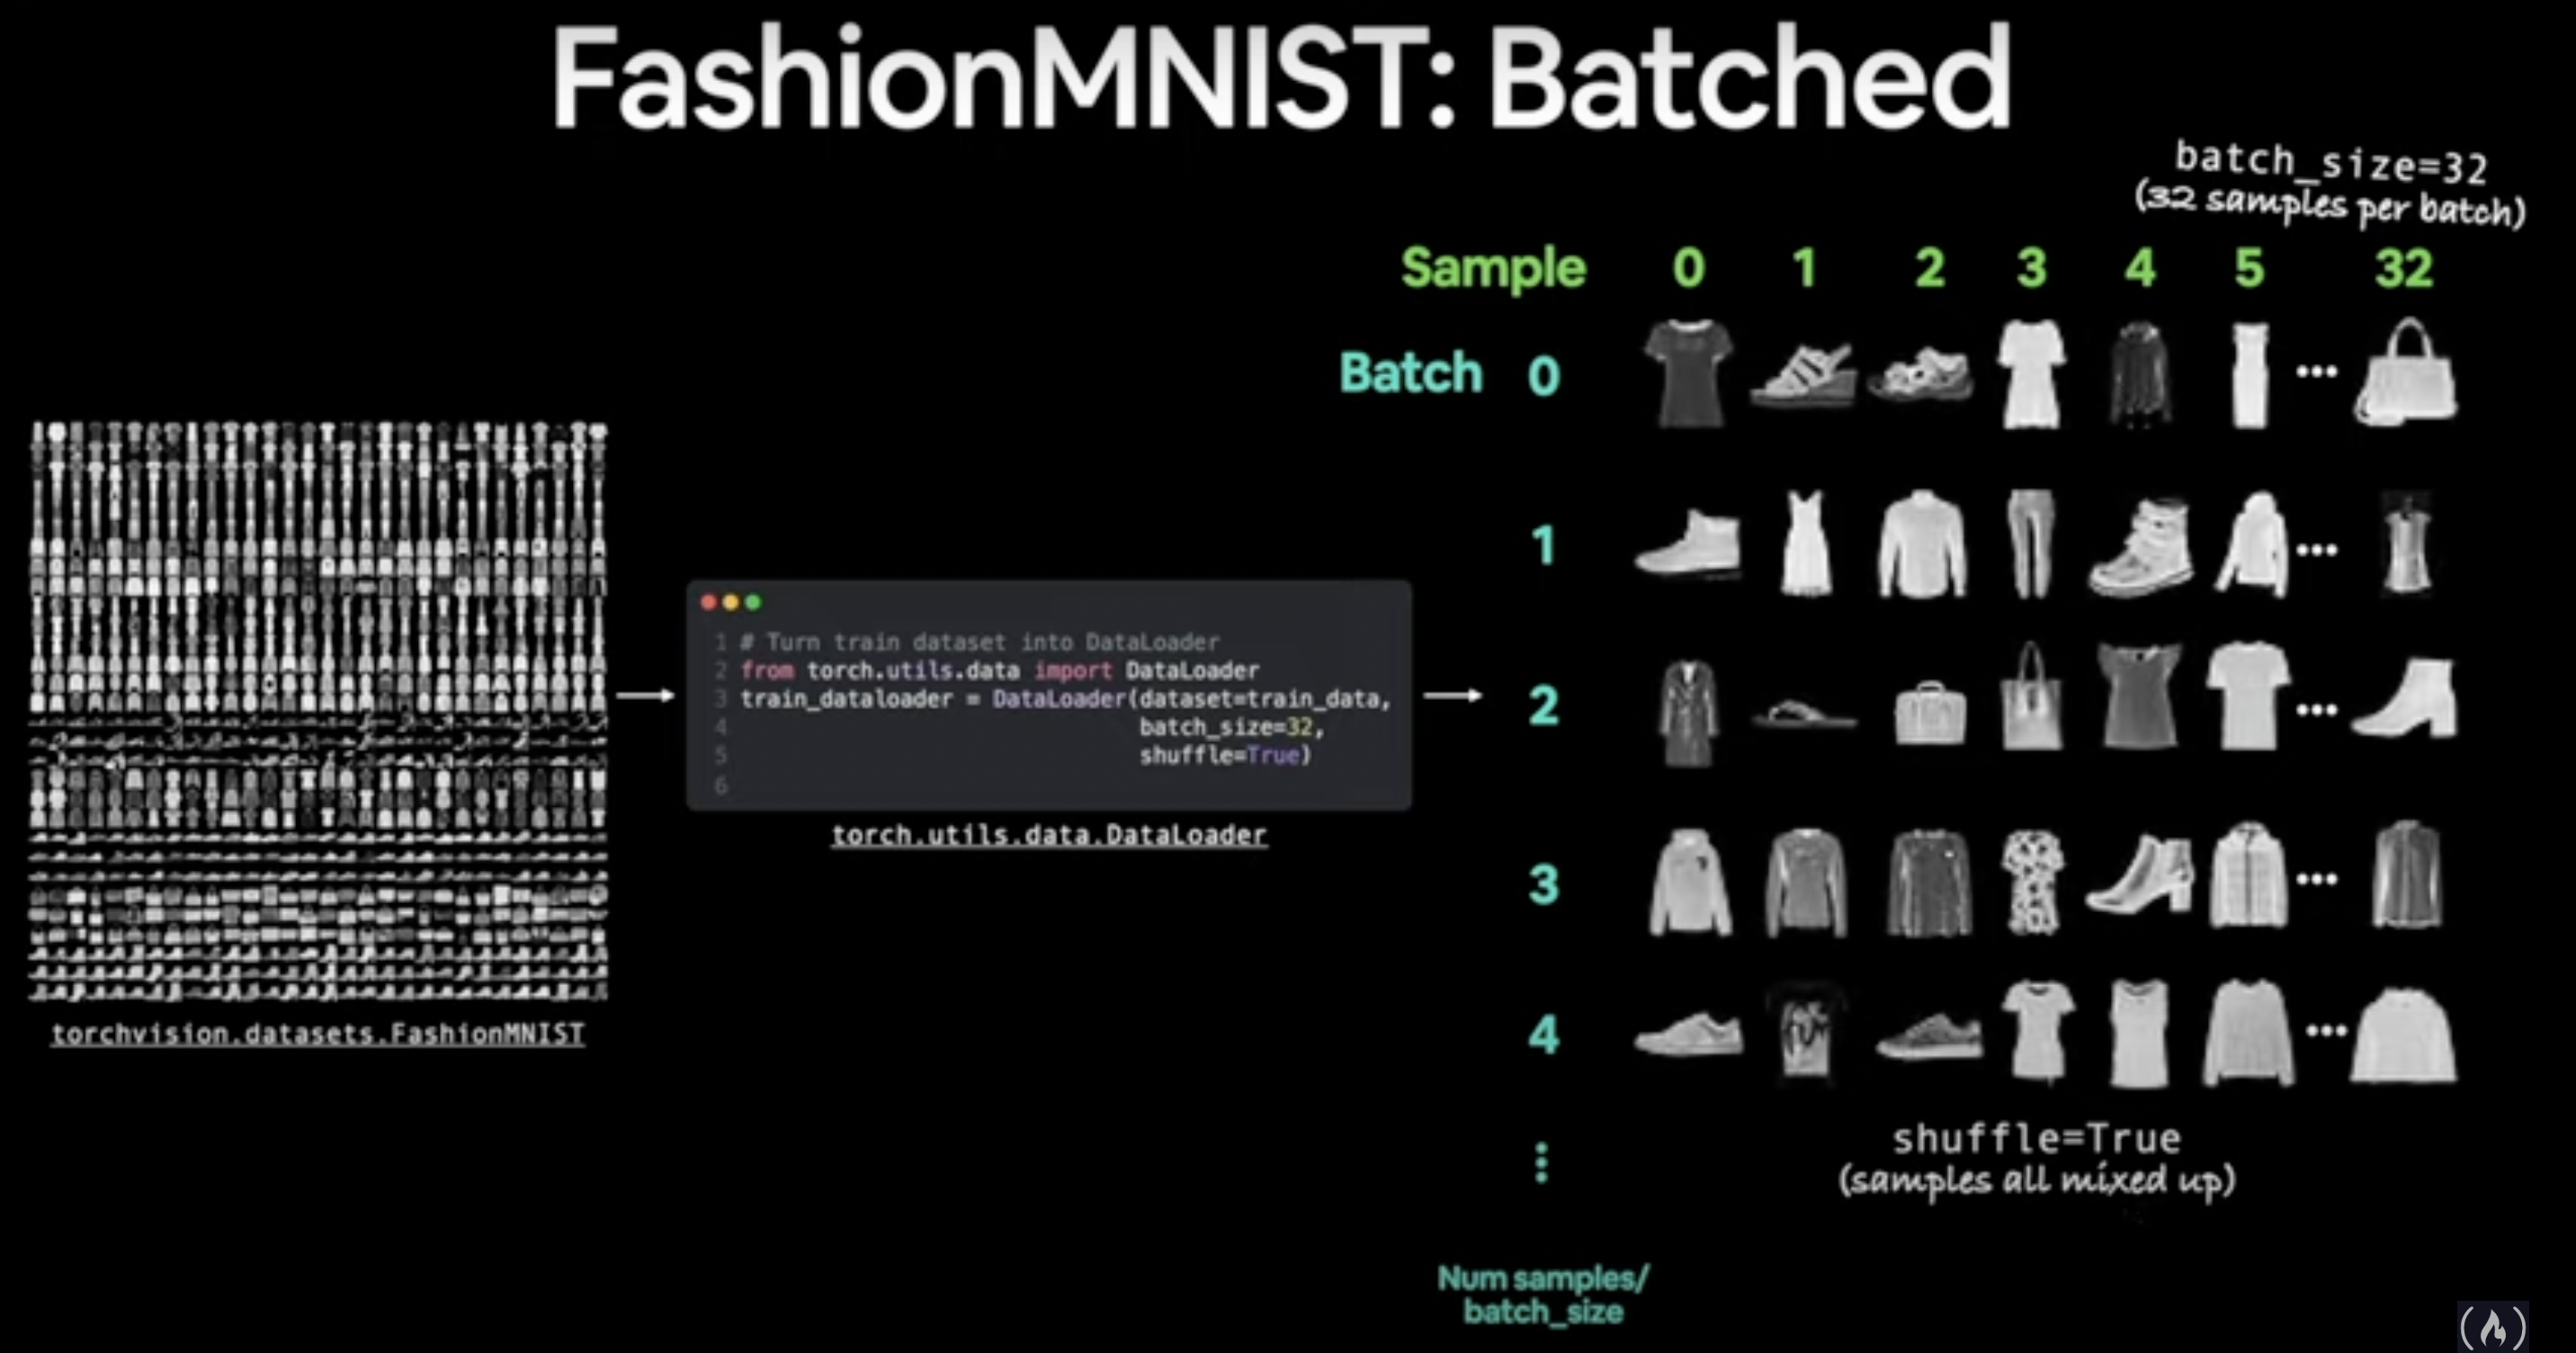 FashionMNIST: Batched
batch_size=32
(32 samples per batch)
Sample 0 1 2 3 4 5 32
Batch 0
1
2
3
4
1 # Turn train dataset into DataLoader
2 from torch.utils.data import DataLoader
3 train_dataloader = DataLoader(dataset=train_data,
4 batch_size=32,
5 shuffle=True)
6
torch.utils.data.DataLoader
torchvision.datasets.FashionMNIST
shuffle=True
(samples all mixed up)
Num samples/
batch_size